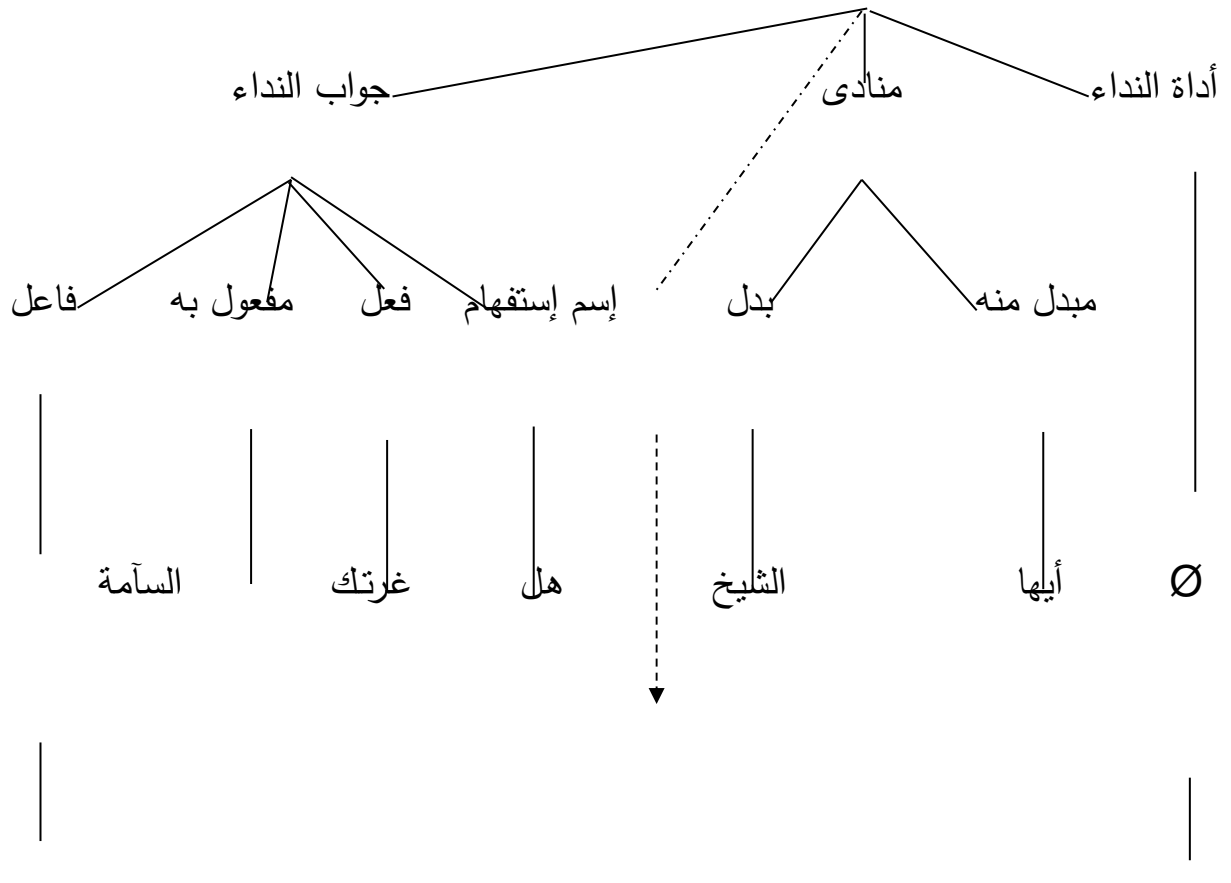 أداة النداء منادى جواب النداء
مبدل منه بدل إسم إستفهام فعل مفعول به فاعل
Ø أيها الشيخ هل غرتك السآمة